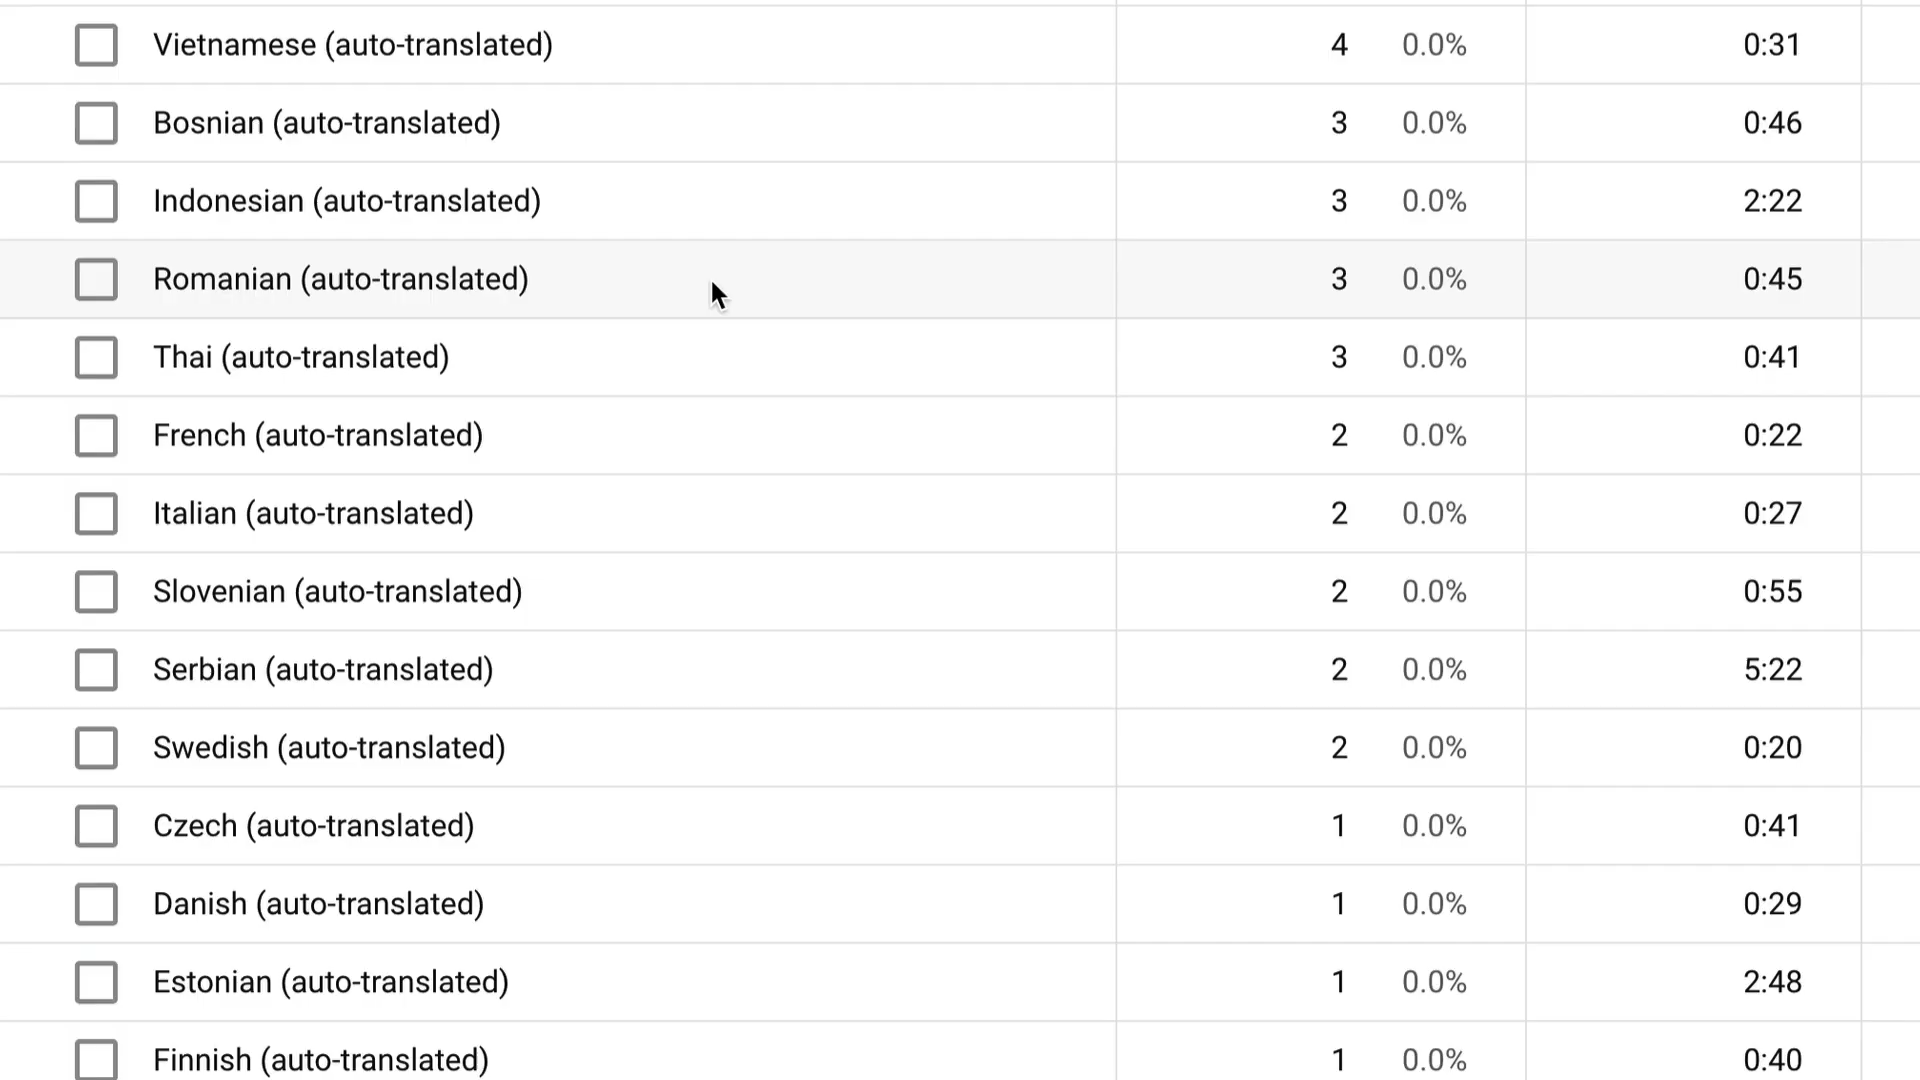 Vietnamese (auto-translated) 4 0.0% 0:31
Bosnian (auto-translated) 3 0.0% 0:46
Indonesian (auto-translated) 3 0.0% 2:22
Romanian (auto-translated) 3 0.0% 0:45
Thai (auto-translated) 3 0.0% 0:41
French (auto-translated) 2 0.0% 0:22
Italian (auto-translated) 2 0.0% 0:27
Slovenian (auto-translated) 2 0.0% 0:55
Serbian (auto-translated) 2 0.0% 5:22
Swedish (auto-translated) 2 0.0% 0:20
Czech (auto-translated) 1 0.0% 0:41
Danish (auto-translated) 1 0.0% 0:29
Estonian (auto-translated) 1 0.0% 2:48
Finnish (auto-translated) 1 0.0% 0:40